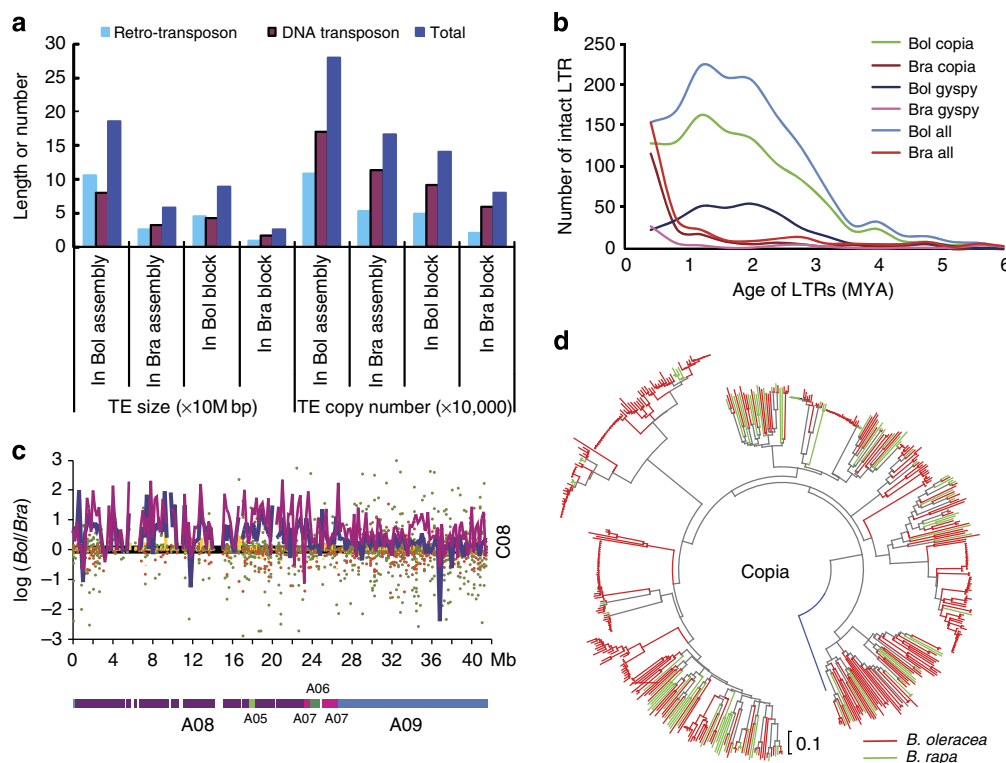 a
Retro-transposon DNA transposon Total
Length or number
30
25
20
15
10
5
0
In Bol assembly
In Bra assembly
In Bol block
In Bra block
In Bol assembly
In Bra assembly
In Bol block
In Bra block
TE size (×10M bp) TE copy number (×10,000)
b
Number of intact LTR
250
200
150
100
50
0
0 1 2 3 4 5 6
Age of LTRs (MYA)
Bol copia
Bra copia
Bol gyspy
Bra gyspy
Bol all
Bra all
c
log (Bol/Bra)
3
2
1
0
−1
−2
−3
0 4 8 12 16 20 24 28 32 36 40 Mb
C08
A06
A08 A05 A07 A07 A09
d
Copia
0.1
B. oleracea
B. rapa